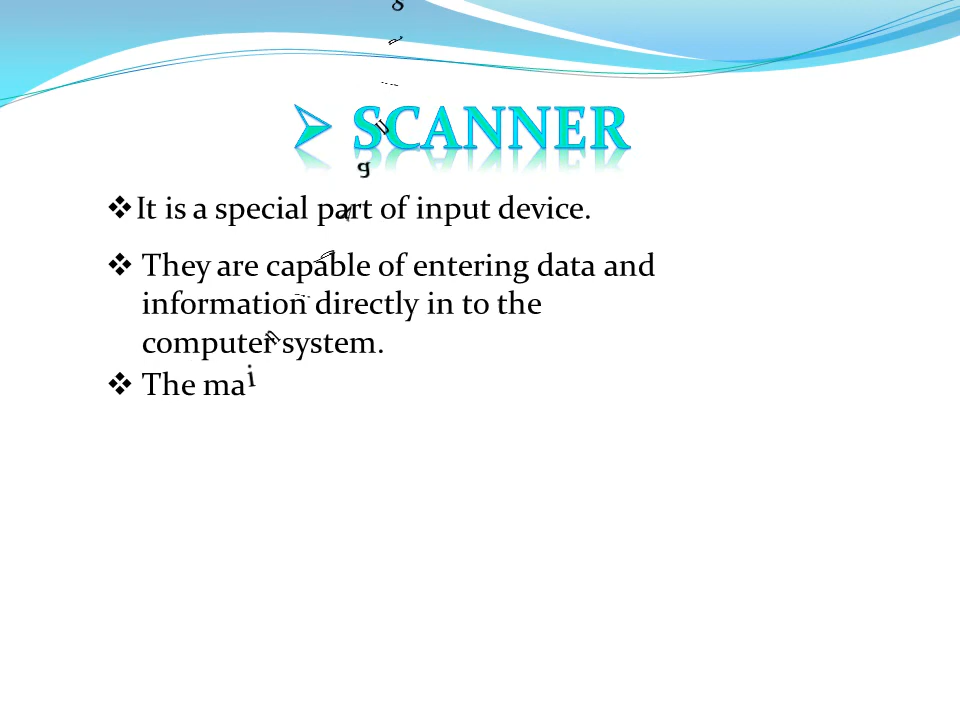 ➢ SCANNER
❖It is a special part of input device.
❖ They are capable of entering data and
information directly in to the
computer system.
❖ The mai